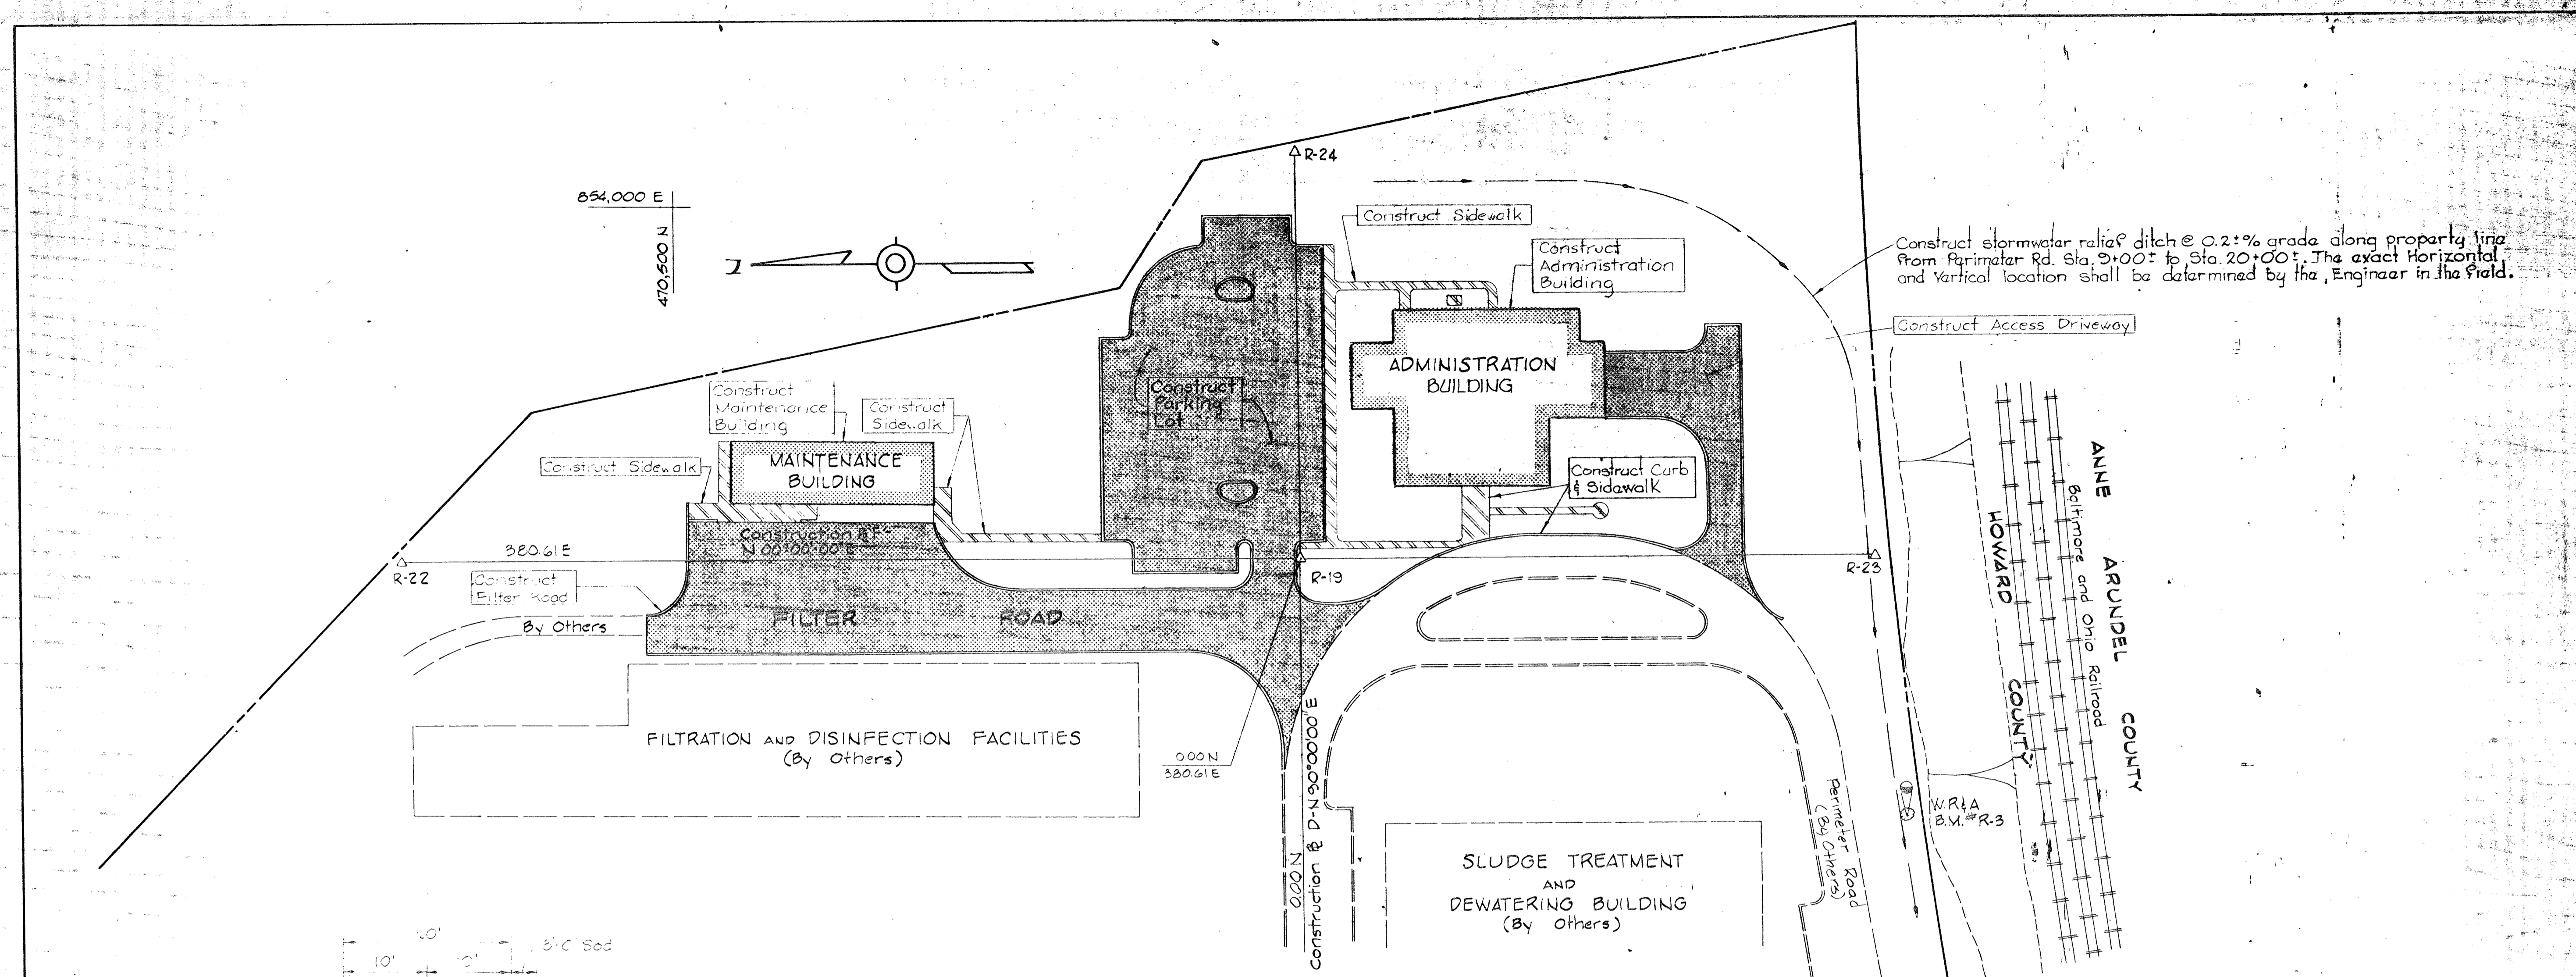 R-24
854,000 E
470,500 N
Construct Sidewalk
Construct
Administration
Building
Construct stormwater relief ditch @ 0.2±% grade along property line
from Perimeter Rd. Sta. 9+00± to Sta. 20+00±. The exact Horizontal
and Vertical location shall be determined by the Engineer in the field.
Construct Access Driveway
ADMINISTRATION
BUILDING
Construct
Parking
Lot
Construct
Maintenance
Building
Construct
Sidewalk
Construct Sidewalk
MAINTENANCE
BUILDING
Construct Curb
& Sidewalk
Construction ℄ F
N 00°00'00" E
380.61 E
R-22
R-19
R-23
Construct
Filter Road
By Others
FILTER ROAD
ANNE ARUNDEL COUNTY
Baltimore and Ohio Railroad
HOWARD COUNTY
FILTRATION AND DISINFECTION FACILITIES
(By Others)
0.00 N
380.61 E
0.00 N
Construction ℄ D-N 90°00'00" E
Perimeter Road
(By Others)
W.R.&A
B.M. #R-3
SLUDGE TREATMENT
AND
DEWATERING BUILDING
(By Others)
10'
Sod